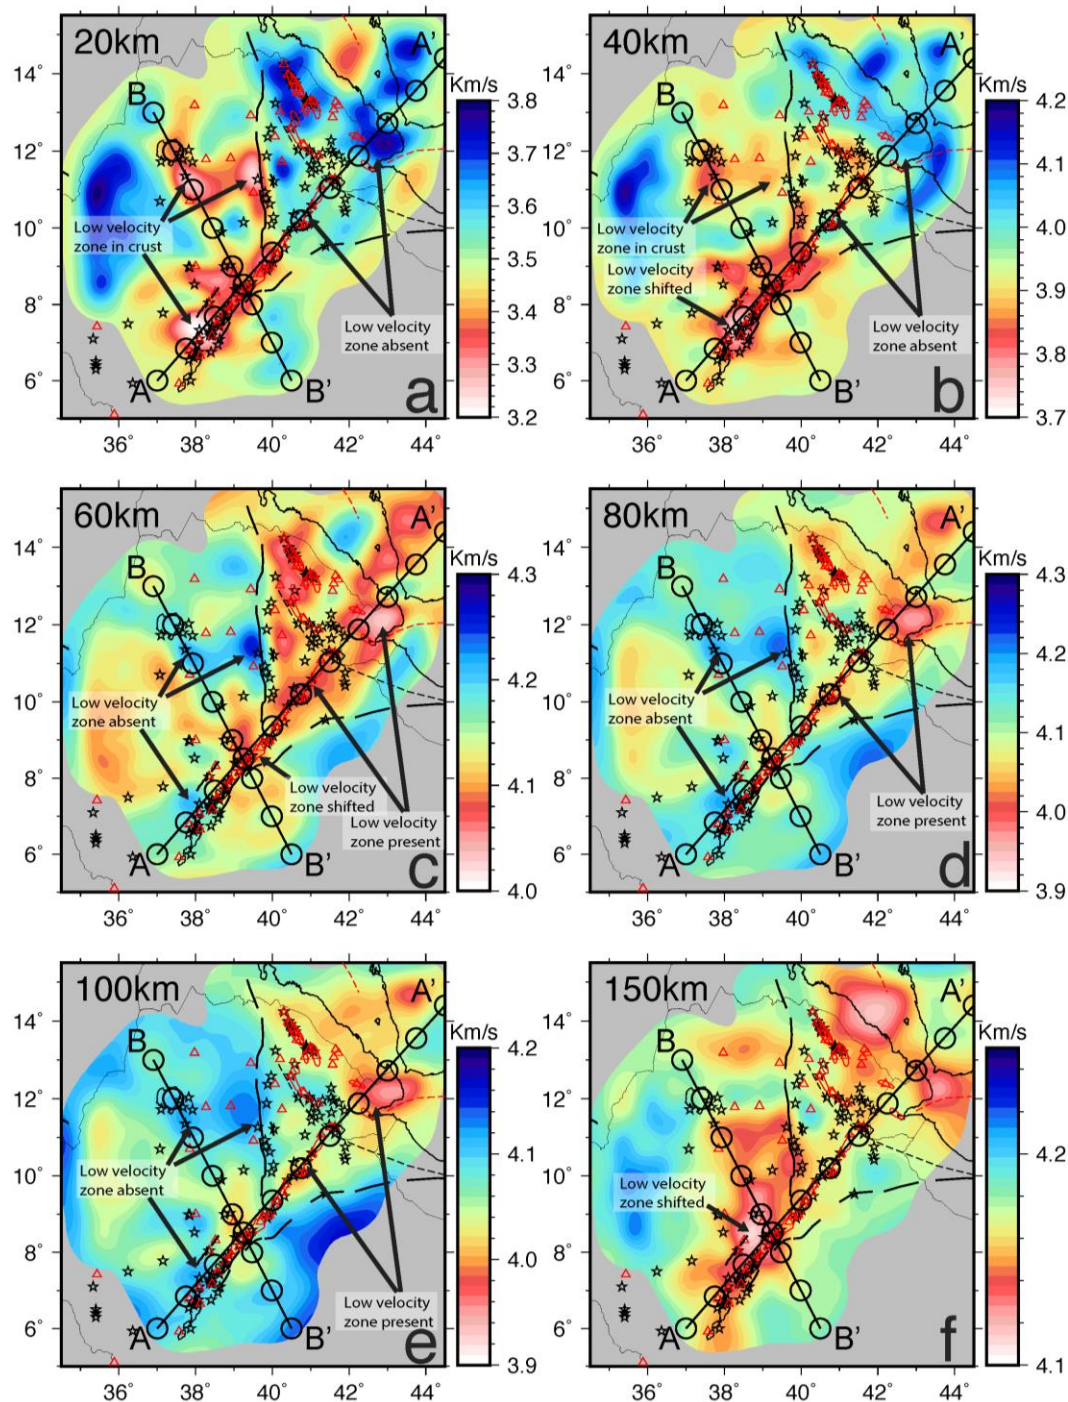 20km
A'
B
14°
12°
10°
8°
6°
Low velocity
zone in crust
Low velocity
zone absent
A
B'
a
36°
38°
40°
42°
44°
Km/s
3.8
3.7
3.6
3.5
3.4
3.3
3.2
40km
A'
B
14°
12°
10°
8°
6°
Low velocity
zone in crust
Low velocity
zone shifted
Low velocity
zone absent
A
B'
b
36°
38°
40°
42°
44°
Km/s
4.2
4.1
4.0
3.9
3.8
3.7
60km
A'
B
14°
12°
10°
8°
6°
Low velocity
zone absent
Low velocity
zone shifted
Low velocity
zone present
A
B'
c
36°
38°
40°
42°
44°
Km/s
4.3
4.2
4.1
4.0
80km
A'
B
14°
12°
10°
8°
6°
Low velocity
zone absent
Low velocity
zone present
A
B'
d
36°
38°
40°
42°
44°
Km/s
4.3
4.2
4.1
4.0
3.9
100km
A'
B
14°
12°
10°
8°
6°
Low velocity
zone absent
Low velocity
zone present
A
B'
e
36°
38°
40°
42°
44°
Km/s
4.2
4.1
4.0
3.9
150km
A'
B
14°
12°
10°
8°
6°
Low velocity
zone shifted
A
B'
f
36°
38°
40°
42°
44°
Km/s
4.2
4.1